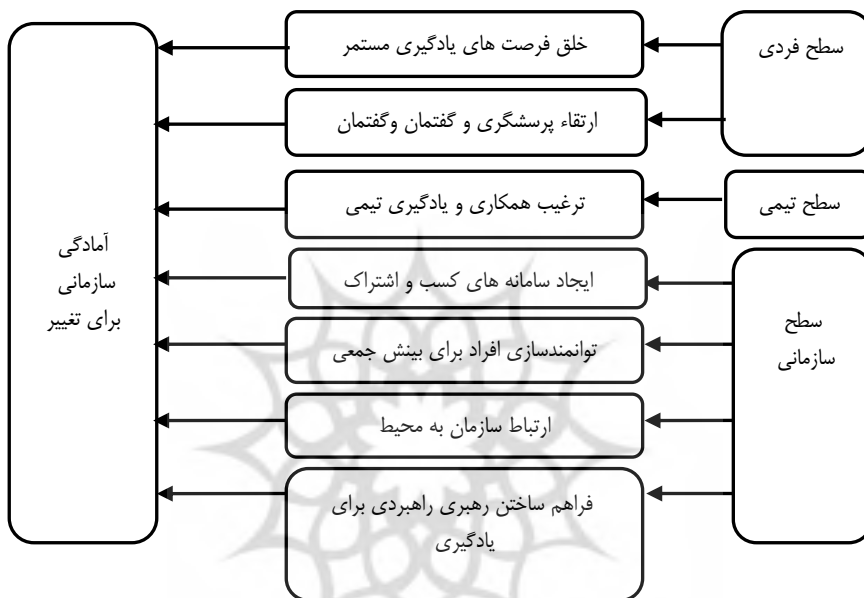 سطح فردی
خلق فرصت های یادگیری مستمر
ارتقاء پرسشگری و گفتمان وگفتمان
سطح تیمی
ترغیب همکاری و یادگیری تیمی
سطح
سازمانی
ایجاد سامانه های کسب و اشتراک
توانمندسازی افراد برای بینش جمعی
ارتباط سازمان به محیط
فراهم ساختن رهبری راهبردی برای
یادگیری
آمادگی
سازمانی
برای تغییر